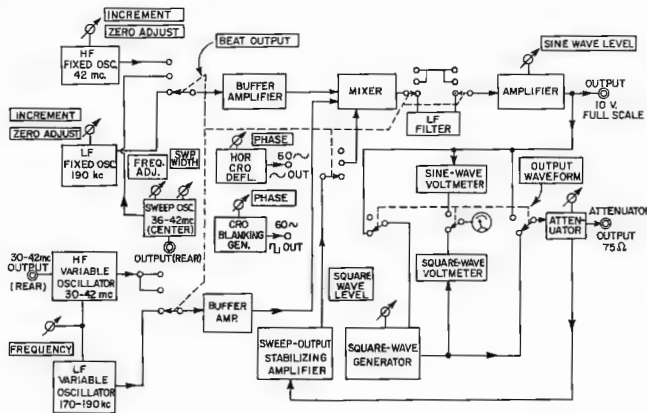 INCREMENT
ZERO ADJUST
HF
FIXED OSC.
42 mc.
BEAT OUTPUT
BUFFER
AMPLIFIER
MIXER
LF
FILTER
SINE WAVE LEVEL
AMPLIFIER
OUTPUT
10 V.
FULL SCALE
INCREMENT
ZERO ADJUST
LF
FIXED OSC
190 kc
FREQ.
ADJ.
SWP
WIDTH
SWEEP OSC.
36-42 mc
(CENTER)
OUTPUT (REAR)
PHASE
HOR
CRO
DEFL.
60~
~ OUT
PHASE
CRO
BLANKING
GEN.
60~
OUT
SINE-WAVE
VOLTMETER
OUTPUT
WAVEFORM
ATTEN-
UATOR
ATTENUATOR
OUTPUT
75Ω
SQUARE-WAVE
VOLTMETER
30-42mc
OUTPUT
(REAR)
HF
VARIABLE
OSCILLATOR
30-42 mc
BUFFER
AMP.
SQUARE
WAVE
LEVEL
FREQUENCY
LF
VARIABLE
OSCILLATOR
170-190 kc
SWEEP-OUTPUT
STABILIZING
AMPLIFIER
SQUARE-WAVE
GENERATOR